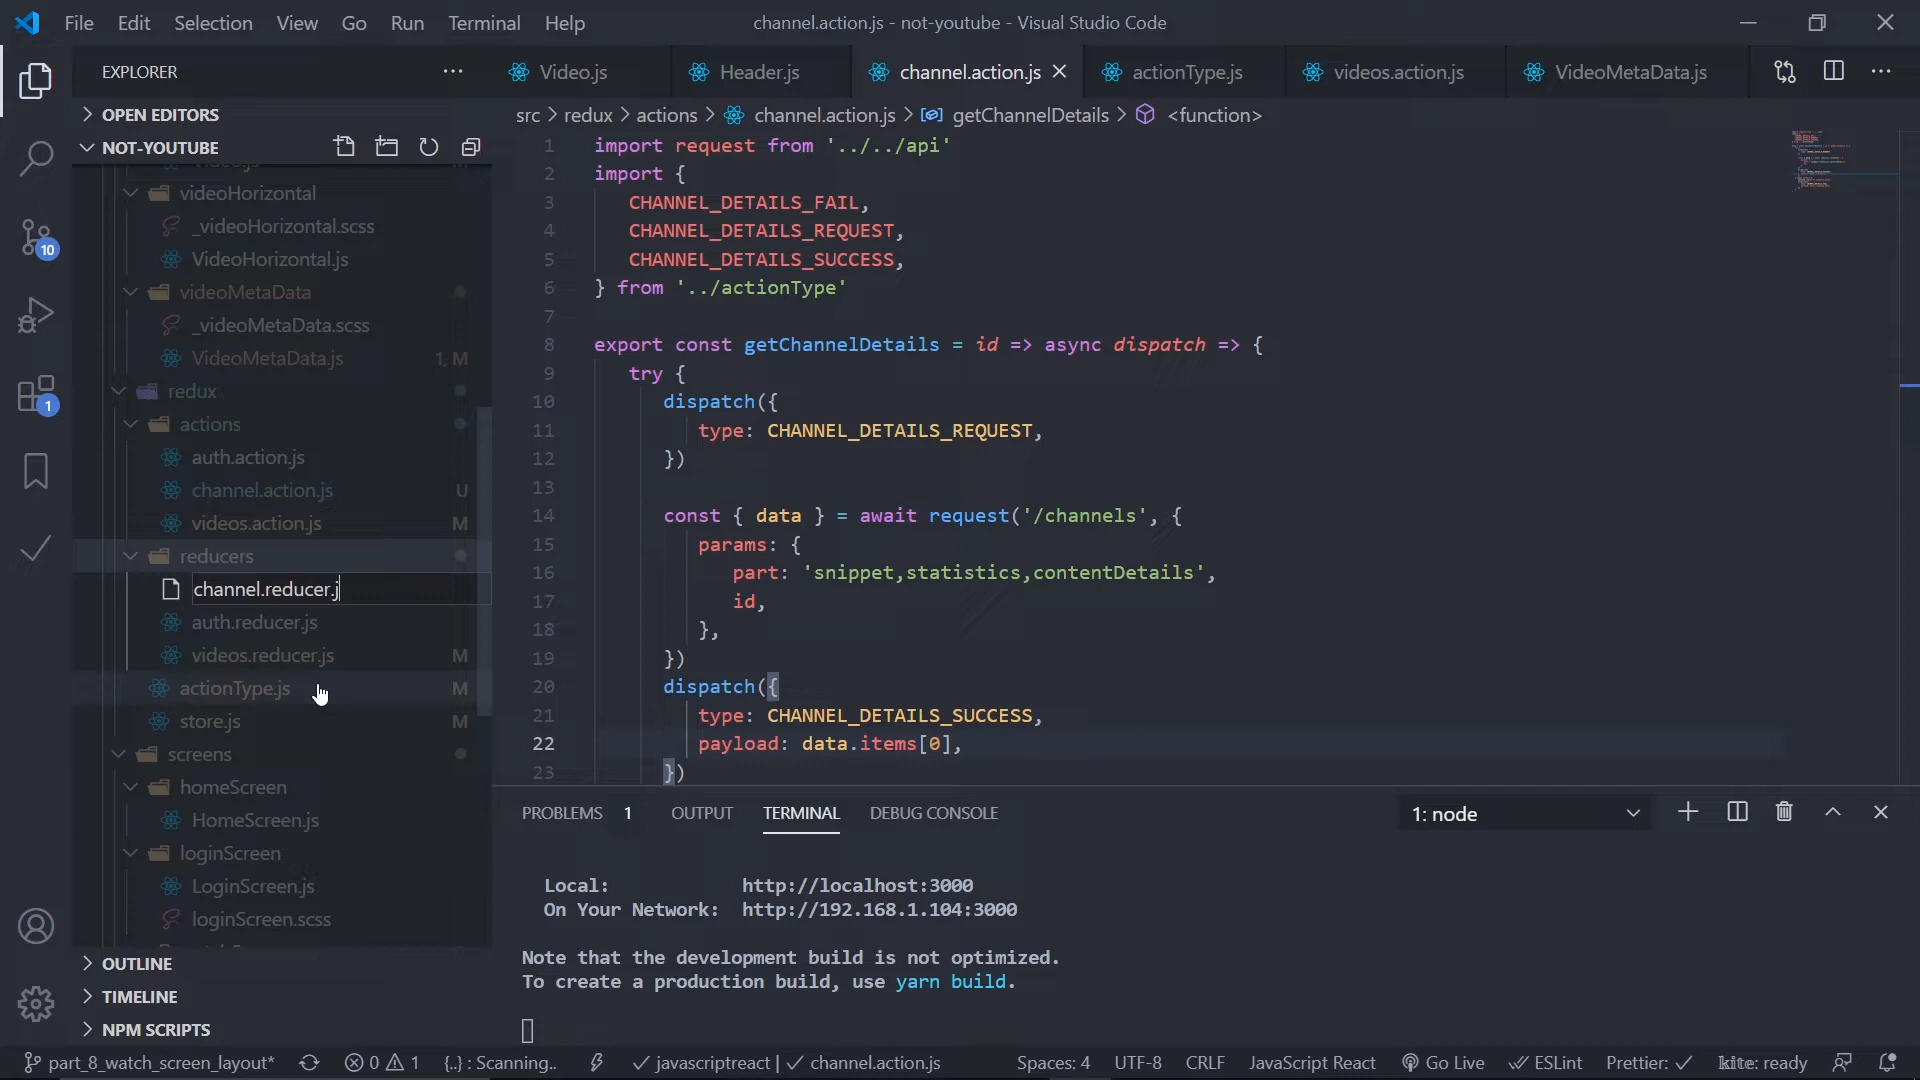 File Edit Selection View Go Run Terminal Help
channel.action.js - not-youtube - Visual Studio Code
EXPLORER
Video.js
Header.js
channel.action.js
actionType.js
videos.action.js
VideoMetaData.js
OPEN EDITORS
src > redux > actions > channel.action.js > getChannelDetails > <function>
NOT-YOUTUBE
videoHorizontal
_videoHorizontal.scss
VideoHorizontal.js
videoMetaData
_videoMetaData.scss
VideoMetaData.js 1, M
redux
actions
auth.action.js
channel.action.js U
videos.action.js M
reducers
channel.reducer.j
auth.reducer.js
videos.reducer.js M
actionType.js M
store.js M
screens
homeScreen
HomeScreen.js
loginScreen
LoginScreen.js
loginScreen.scss
OUTLINE
TIMELINE
NPM SCRIPTS
10
1
1 import request from '../../api'
2 import {
3 CHANNEL_DETAILS_FAIL,
4 CHANNEL_DETAILS_REQUEST,
5 CHANNEL_DETAILS_SUCCESS,
6 } from '../actionType'
7
8 export const getChannelDetails = id => async dispatch => {
9 try {
10 dispatch({
11 type: CHANNEL_DETAILS_REQUEST,
12 })
13
14 const { data } = await request('/channels', {
15 params: {
16 part: 'snippet,statistics,contentDetails',
17 id,
18 },
19 })
20 dispatch({
21 type: CHANNEL_DETAILS_SUCCESS,
22 payload: data.items[0],
23 })
PROBLEMS 1 OUTPUT TERMINAL DEBUG CONSOLE
1: node
Local: http://localhost:3000
On Your Network: http://192.168.1.104:3000
Note that the development build is not optimized.
To create a production build, use yarn build.
part_8_watch_screen_layout* 0 1 {..} : Scanning.. javascriptreact | channel.action.js Spaces: 4 UTF-8 CRLF JavaScript React Go Live ESLint Prettier: kite: ready